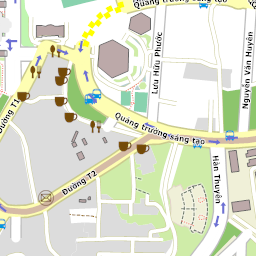 Quảng trường sáng tạo
Lưu Hữu Phước
Nguyễn Văn Huyên
Đường T1
Quảng trường sáng tạo
Hàn Thuyên
Đường T2